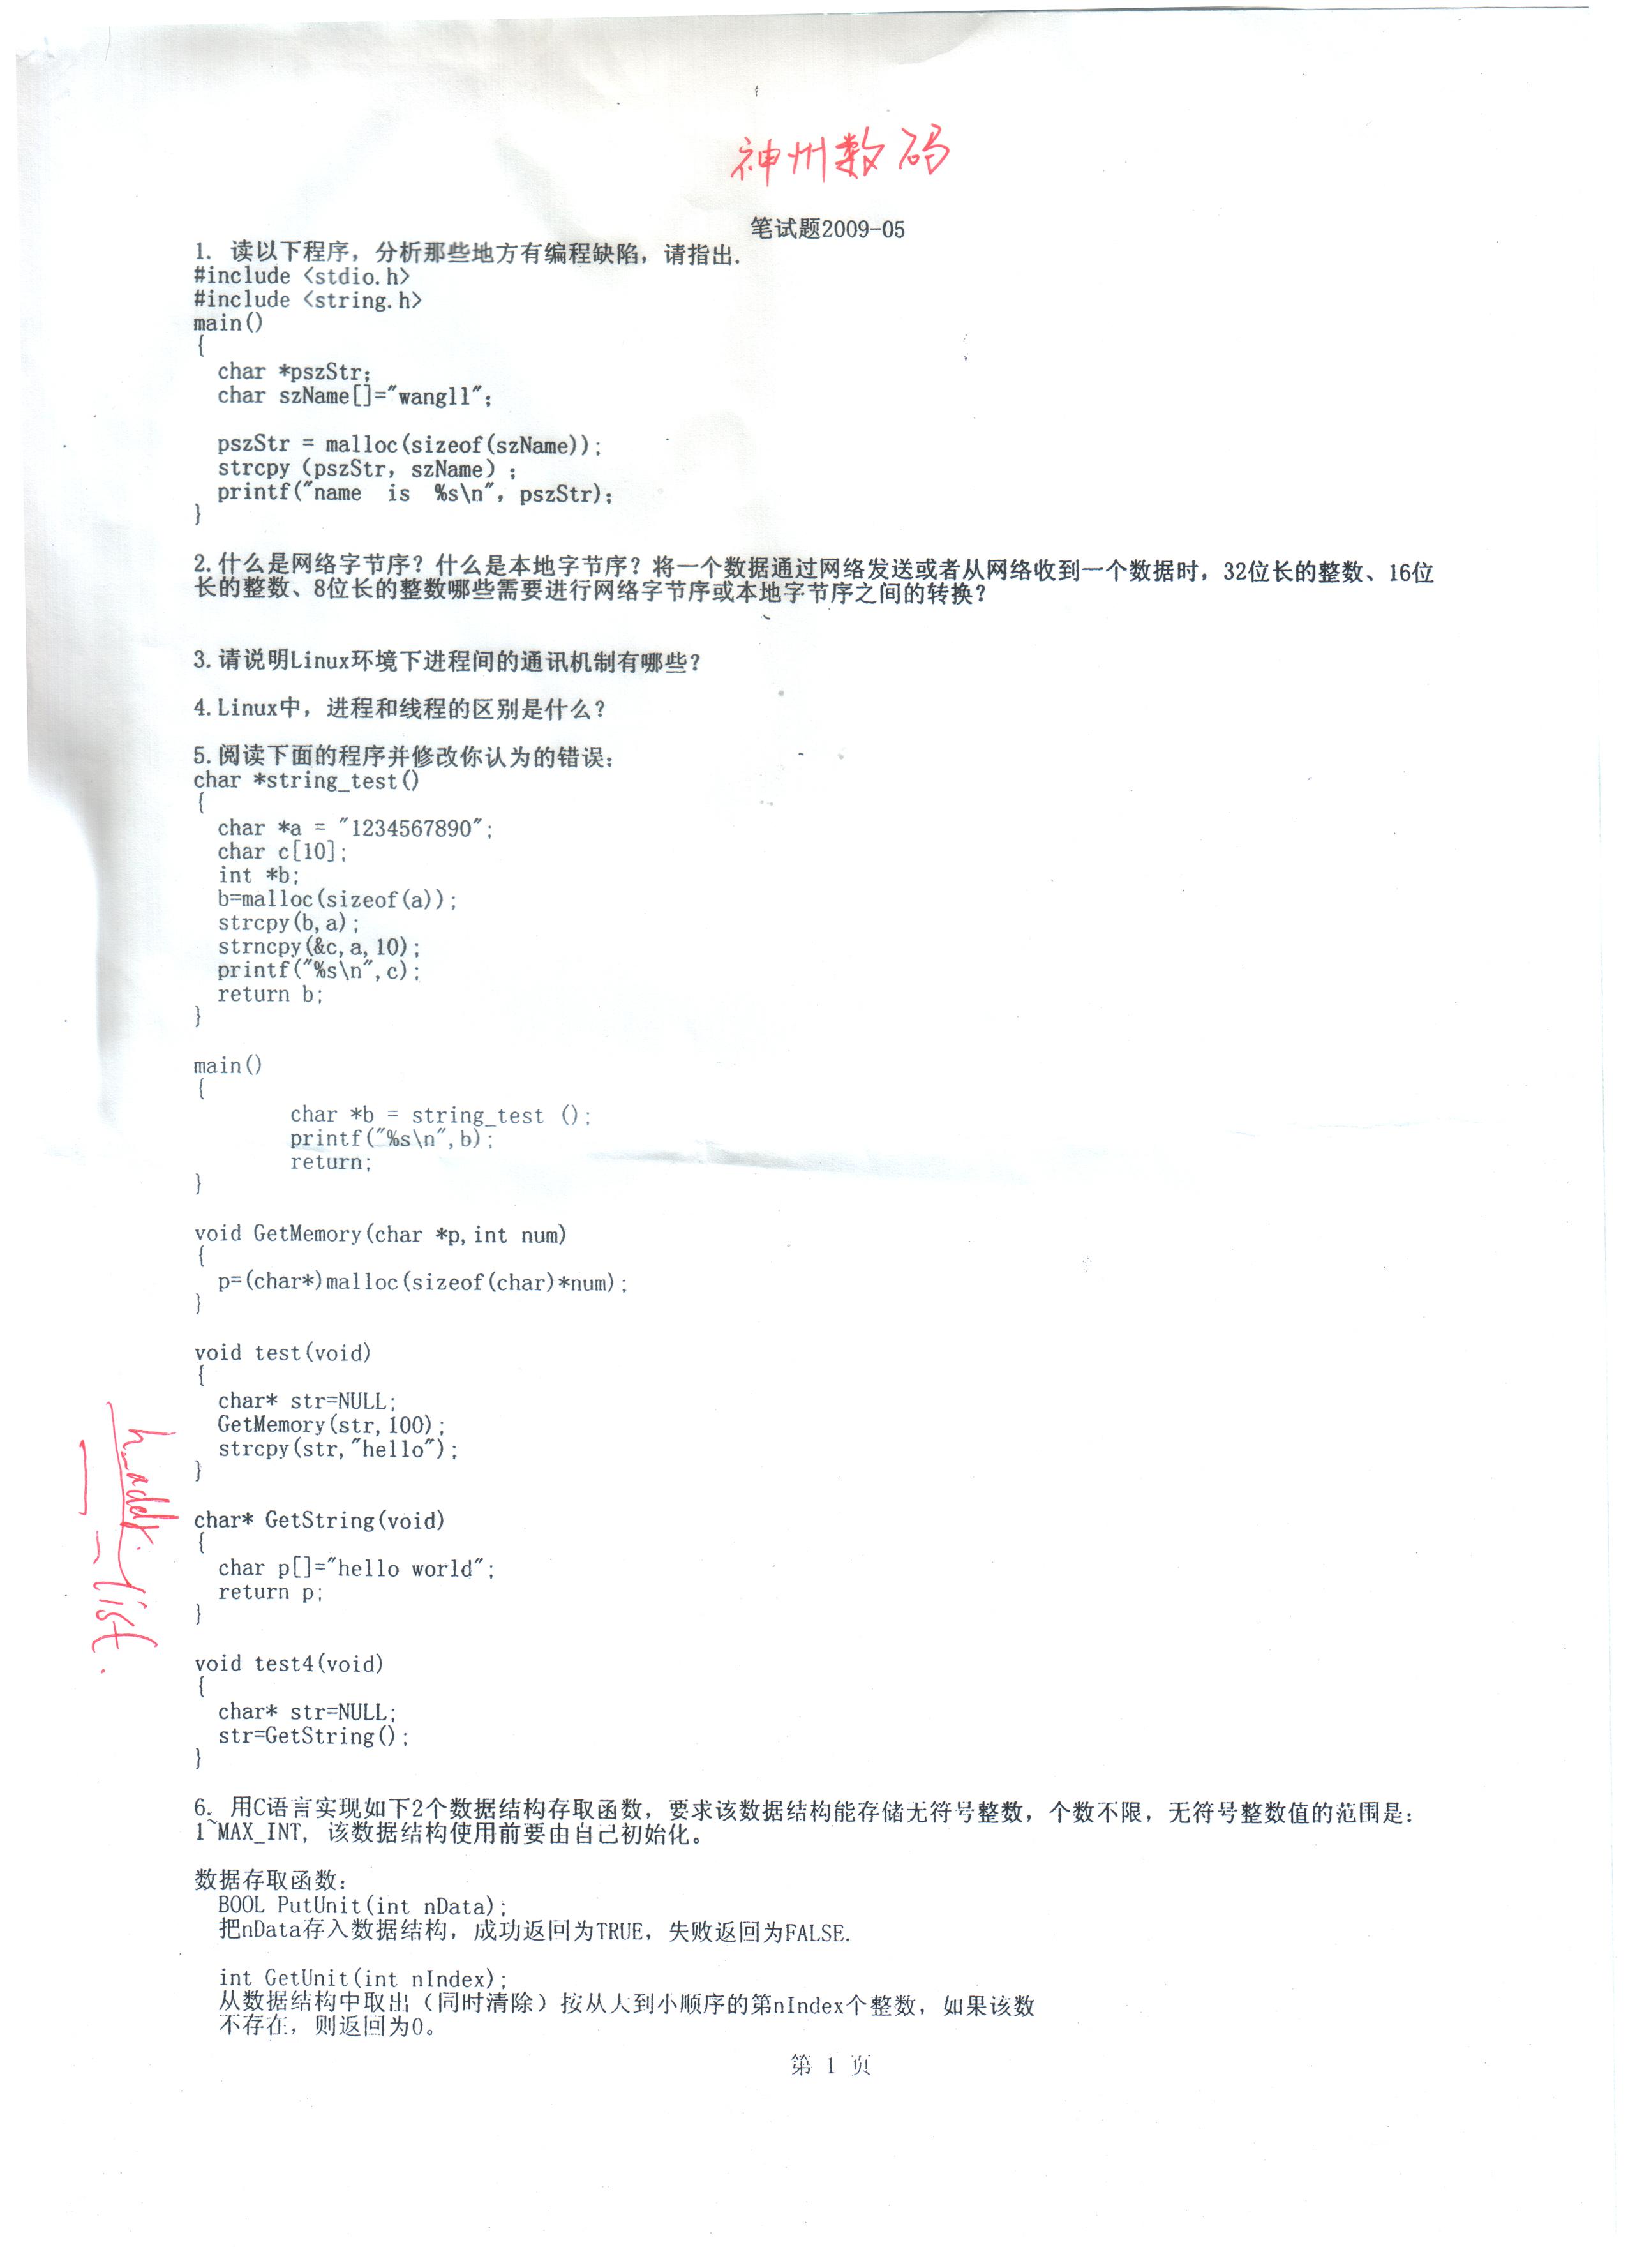 神州数码
笔试题2009-05
1. 读以下程序，分析那些地方有编程缺陷，请指出.
#include <stdio.h>
#include <string.h>
main()
{
  char *pszStr;
  char szName[]="wangll";
  pszStr = malloc(sizeof(szName));
  strcpy (pszStr, szName) ;
  printf("name  is  %s\n", pszStr);
}
2.什么是网络字节序？什么是本地字节序？将一个数据通过网络发送或者从网络收到一个数据时，32位长的整数、16位
长的整数、8位长的整数哪些需要进行网络字节序或本地字节序之间的转换？
3.请说明Linux环境下进程间的通讯机制有哪些？
4.Linux中，进程和线程的区别是什么？
5.阅读下面的程序并修改你认为的错误：
char *string_test()
{
  char *a = "1234567890";
  char c[10];
  int *b;
  b=malloc(sizeof(a));
  strcpy(b,a);
  strncpy(&c,a,10);
  printf("%s\n",c);
  return b;
}
main()
{
        char *b = string_test ();
        printf("%s\n",b);
        return;
}
void GetMemory(char *p,int num)
{
  p=(char*)malloc(sizeof(char)*num);
}
void test(void)
{
  char* str=NULL;
  GetMemory(str,100);
  strcpy(str,"hello");
}
char* GetString(void)
{
  char p[]="hello world";
  return p;
}
void test4(void)
{
  char* str=NULL;
  str=GetString();
}
list.
6、用C语言实现如下2个数据结构存取函数，要求该数据结构能存储无符号整数，个数不限，无符号整数值的范围是：
1~MAX_INT, 该数据结构使用前要由自己初始化。
数据存取函数：
  BOOL PutUnit(int nData);
  把nData存入数据结构，成功返回为TRUE，失败返回为FALSE.
  int GetUnit(int nIndex);
  从数据结构中取出（同时清除）按从大到小顺序的第nIndex个整数，如果该数
  不存在，则返回为0。
第 1 页